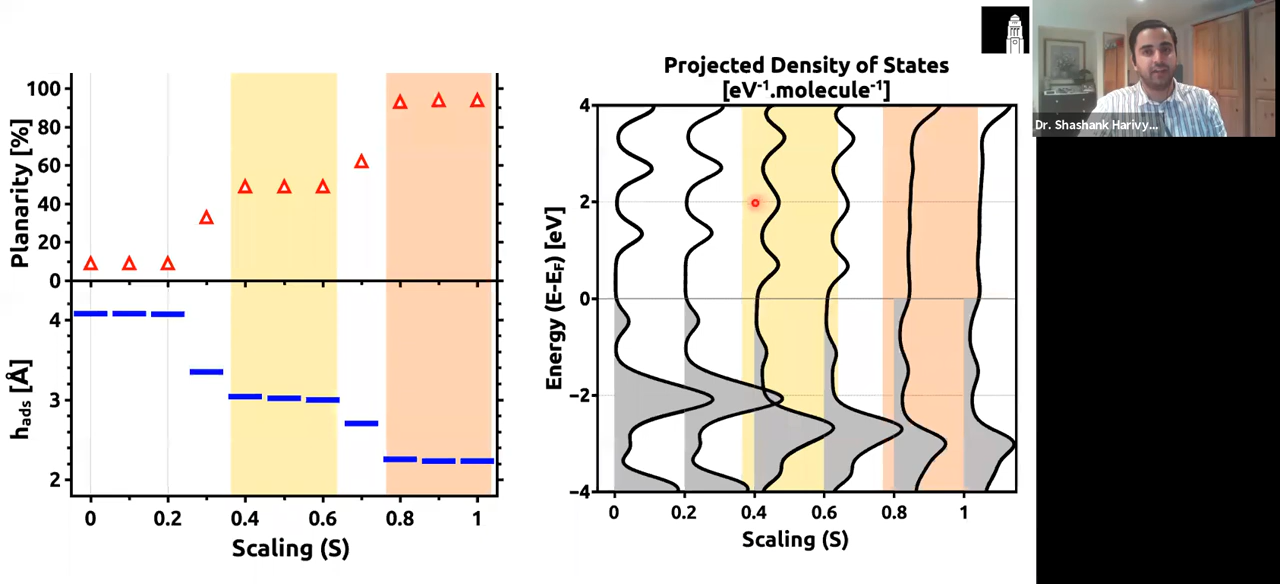 Planarity [%]
100
80
60
40
20
0
hads [Å]
4
3
2
0 0.2 0.4 0.6 0.8 1
Scaling (S)
Projected Density of States
[eV-1.molecule-1]
Energy (E-EF) [eV]
4
2
0
−2
−4
0 0.2 0.4 0.6 0.8 1
Scaling (S)
Dr. Shashank Harivy...